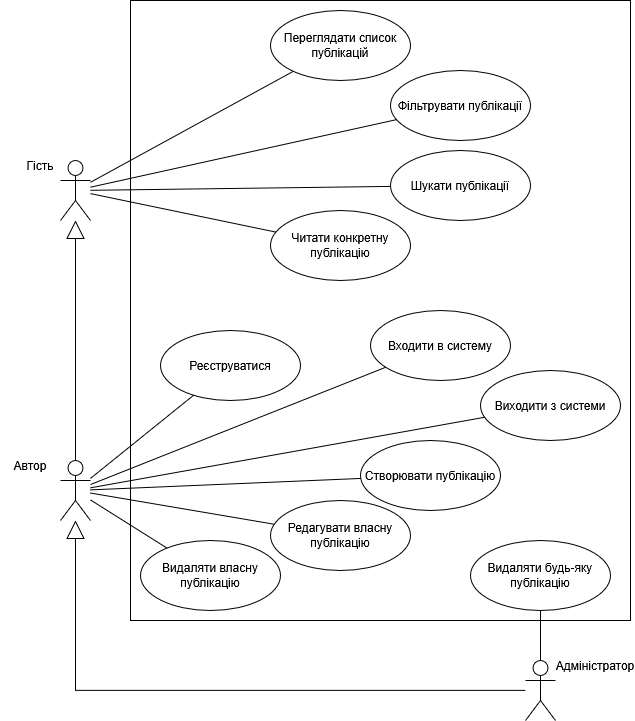 Переглядати список
публікацій
Фільтрувати публікації
Гість
Шукати публікації
Читати конкретну
публікацію
Входити в систему
Реєструватися
Виходити з системи
Автор
Створювати публікацію
Редагувати власну
публікацію
Видаляти власну
публікацію
Видаляти будь-яку
публікацію
Адміністратор